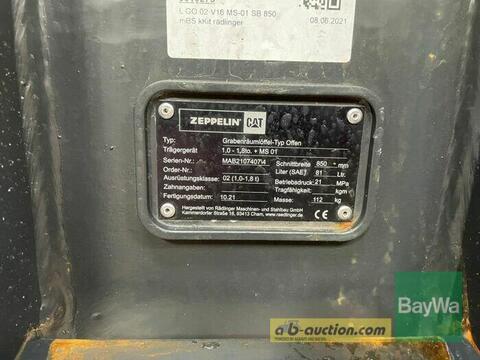 L GO 02 V16 MS-01 SB 850
mBS kKit rädlinger
08.06.2021
ZEPPELIN CAT
Typ: Grabenräumlöffel-Typ Offen
Trägergerät 1,0 - 1,8to. + MS 01
Serien-Nr.: Schnittbreite 850 mm
Order-Nr.: Liter (SAE) 81 Ltr.
Ausrüstungsklasse: 02 (1,0-1,8 t) Betriebsdruck: 21 MPa
Zahnangaben: Tragfähigkeit: kgm
Fertigungsdatum: 10.21 Masse: 112 kg
Hergestellt von Rädlinger Maschinen- und Stahlbau GmbH
Kammerdorfer Straße 16, 93413 Cham, www.raedlinger.de
CE
BayWa
a|b-auction.com